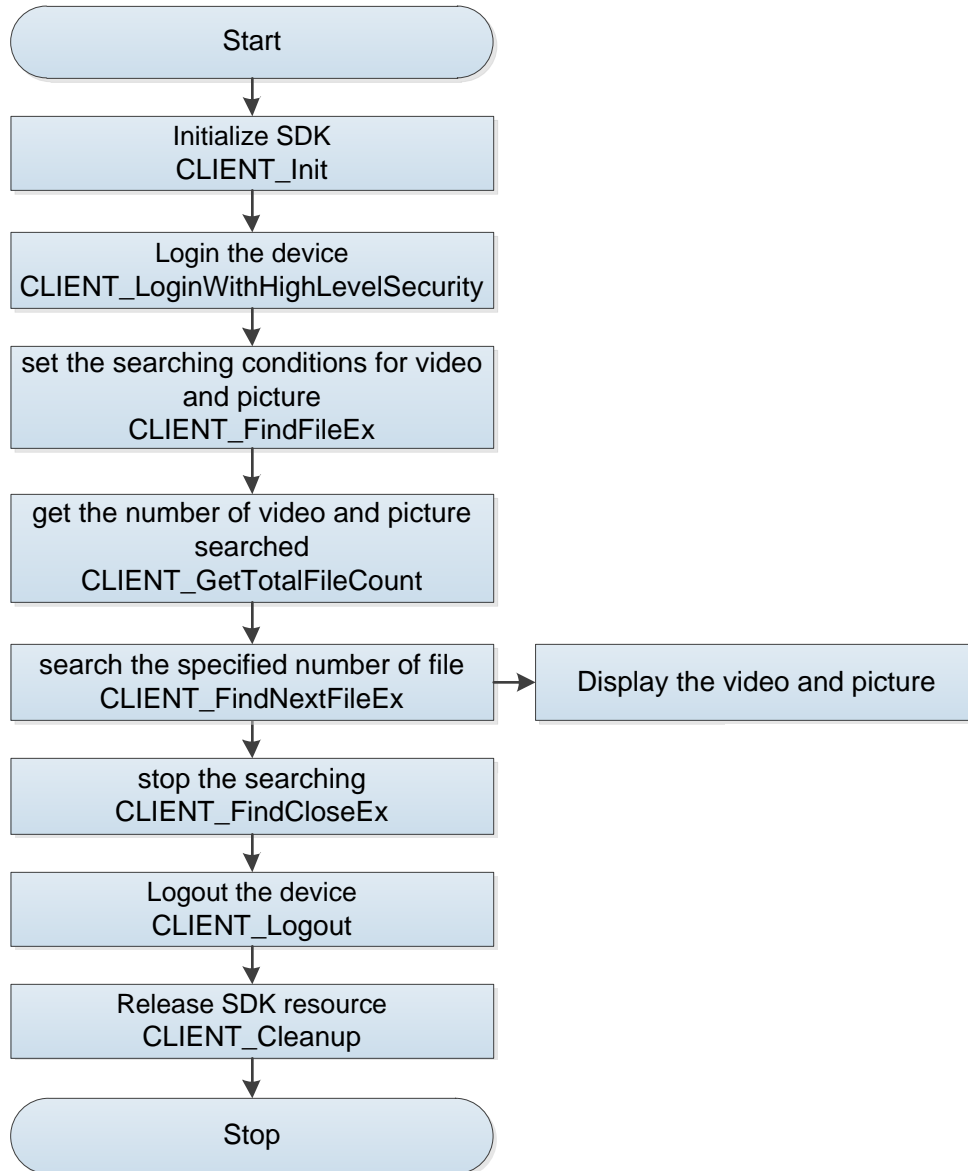 Start
Initialize SDK
CLIENT_Init
Login the device
CLIENT_LoginWithHighLevelSecurity
set the searching conditions for video
and picture
CLIENT_FindFileEx
get the number of video and picture
searched
CLIENT_GetTotalFileCount
search the specified number of file
CLIENT_FindNextFileEx
Display the video and picture
stop the searching
CLIENT_FindCloseEx
Logout the device
CLIENT_Logout
Release SDK resource
CLIENT_Cleanup
Stop